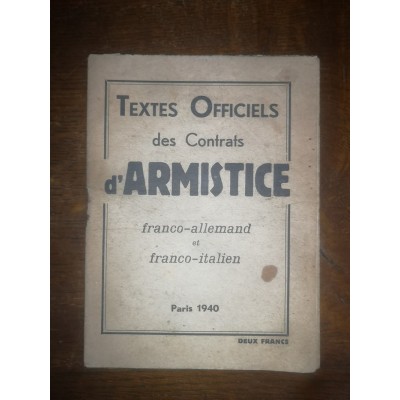 TEXTES OFFICIELS
des Contrats
d'ARMISTICE
franco-allemand
et
franco-italien
Paris 1940
DEUX FRANCS